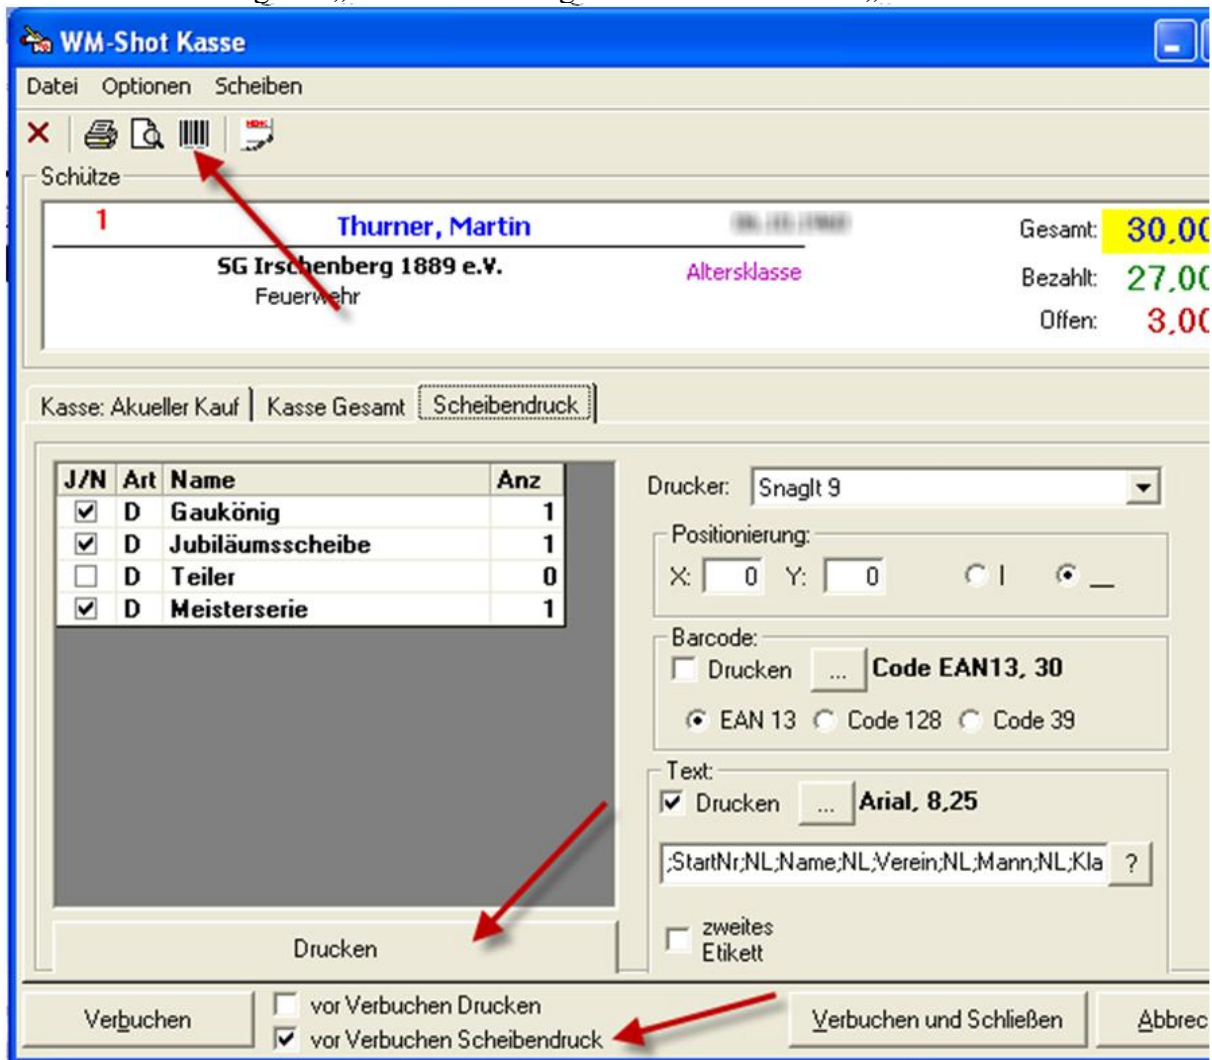 WM-Shot Kasse
Datei Optionen Scheiben
Schütze
1 Thurner, Martin Gesamt: 30,00
SG Irschenberg 1889 e.V. Altersklasse Bezahlt: 27,00
Feuerwehr Offen: 3,00
Kasse: Akueller Kauf Kasse Gesamt Scheibendruck
J/N Art Name Anz
D Gaukönig 1
D Jubiläumsscheibe 1
D Teiler 0
D Meisterserie 1
Drucken
Drucker: SnagIt 9
Positionierung:
X: 0 Y: 0 I __
Barcode:
Drucken ... Code EAN13, 30
EAN 13 Code 128 Code 39
Text:
Drucken ... Arial, 8,25
;StartNr;NL;Name;NL;Verein;NL;Mann;NL;Kla ?
zweites
Etikett
Verbuchen
vor Verbuchen Drucken
vor Verbuchen Scheibendruck
Verbuchen und Schließen
Abbrec